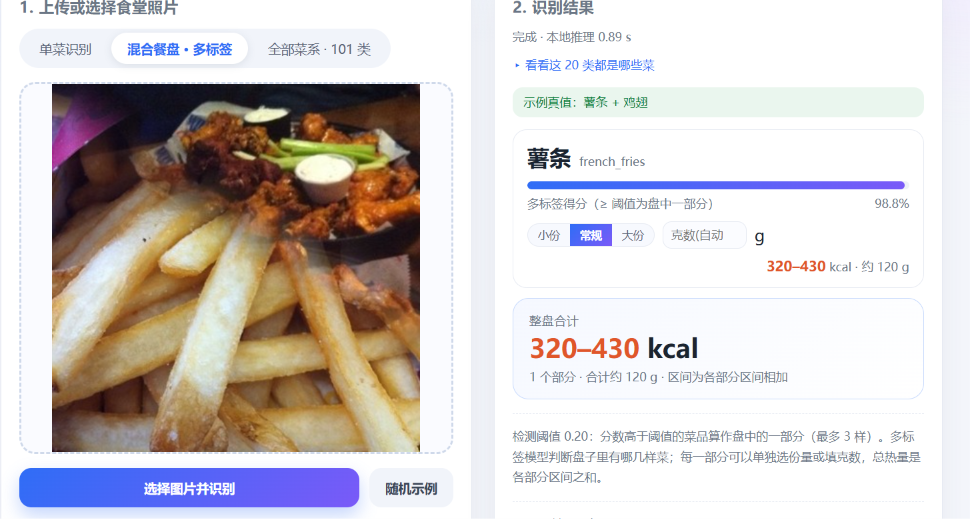 1. 上传或选择食堂照片
单菜识别
混合餐盘 · 多标签
全部菜系 · 101 类
选择图片并识别
随机示例
2. 识别结果
完成 · 本地推理 0.89 s
▸ 看看这 20 类都是哪些菜
示例真值：薯条 + 鸡翅
薯条 french_fries
多标签得分（≥ 阈值为盘中一部分） 98.8%
小份 常规 大份 克数(自动 g
320–430 kcal · 约 120 g
整盘合计
320–430 kcal
1 个部分 · 合计约 120 g · 区间为各部分区间相加
检测阈值 0.20：分数高于阈值的菜品算作盘中的一部分（最多 3 样）。多标
签模型判断盘子里有哪几样菜；每一部分可以单独选份量或填克数，总热量是
各部分区间之和。